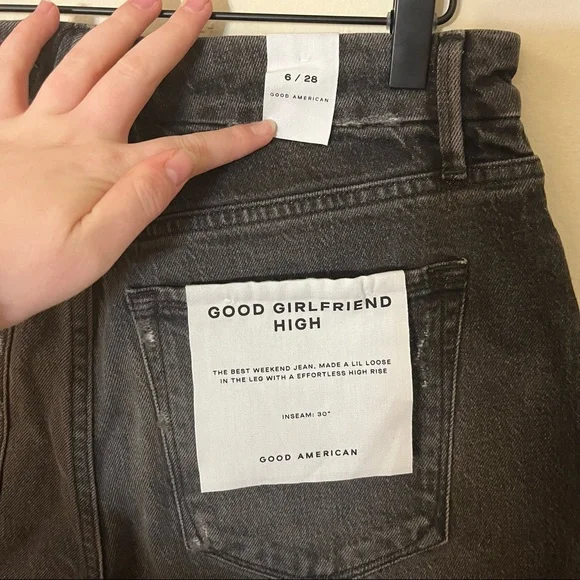 6 / 28
GOOD AMERICAN
GOOD GIRLFRIEND
HIGH
THE BEST WEEKEND JEAN, MADE A LIL LOOSE
IN THE LEG WITH A EFFORTLESS HIGH RISE
INSEAM: 30"
GOOD AMERICAN